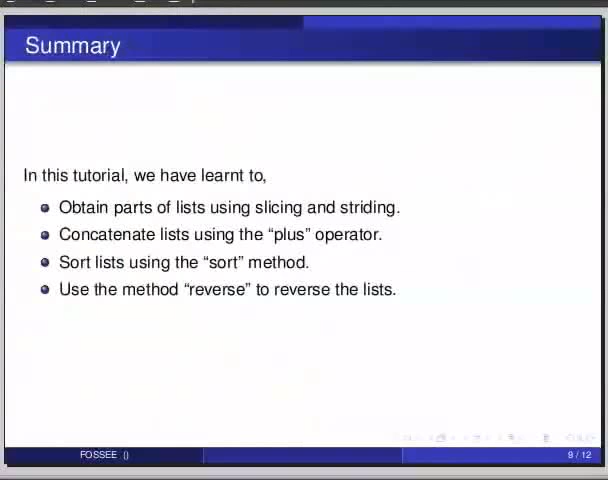 Summary
In this tutorial, we have learnt to,
Obtain parts of lists using slicing and striding.
Concatenate lists using the “plus” operator.
Sort lists using the “sort” method.
Use the method “reverse” to reverse the lists.
FOSSEE ()
9 / 12